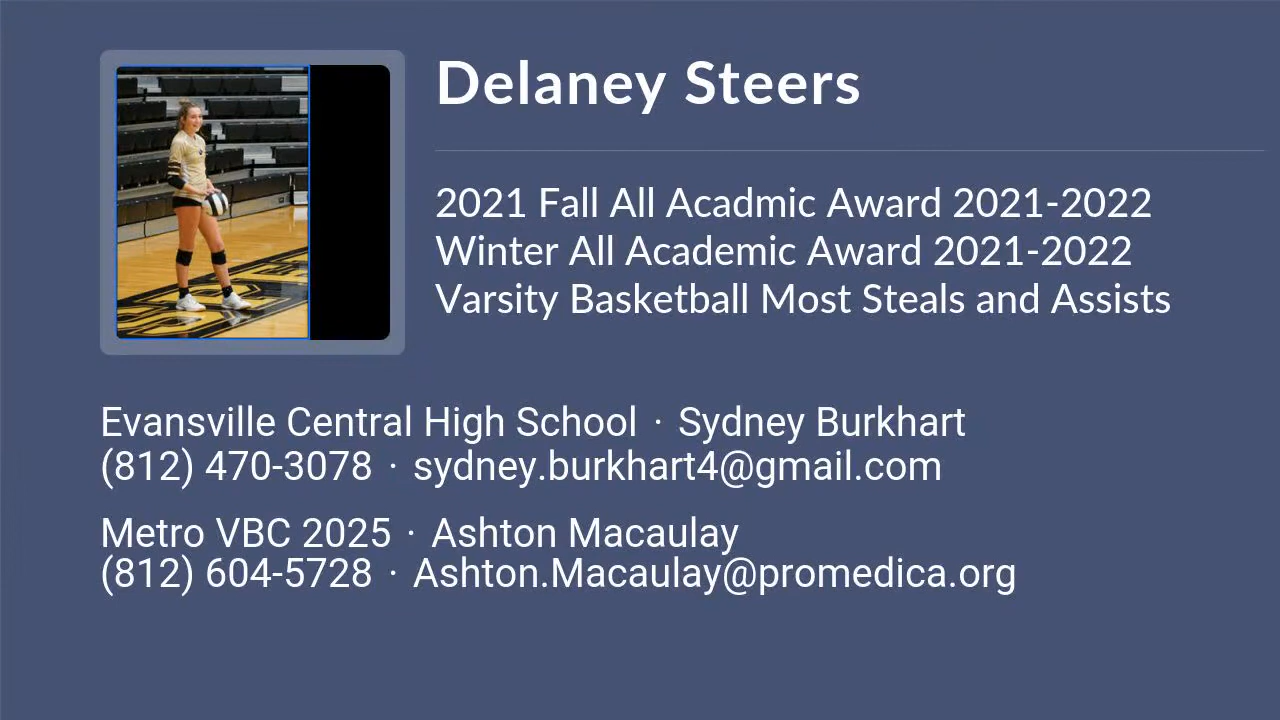 Delaney Steers
2021 Fall All Acadmic Award 2021-2022
Winter All Academic Award 2021-2022
Varsity Basketball Most Steals and Assists
Evansville Central High School · Sydney Burkhart
(812) 470-3078 · sydney.burkhart4@gmail.com
Metro VBC 2025 · Ashton Macaulay
(812) 604-5728 · Ashton.Macaulay@promedica.org